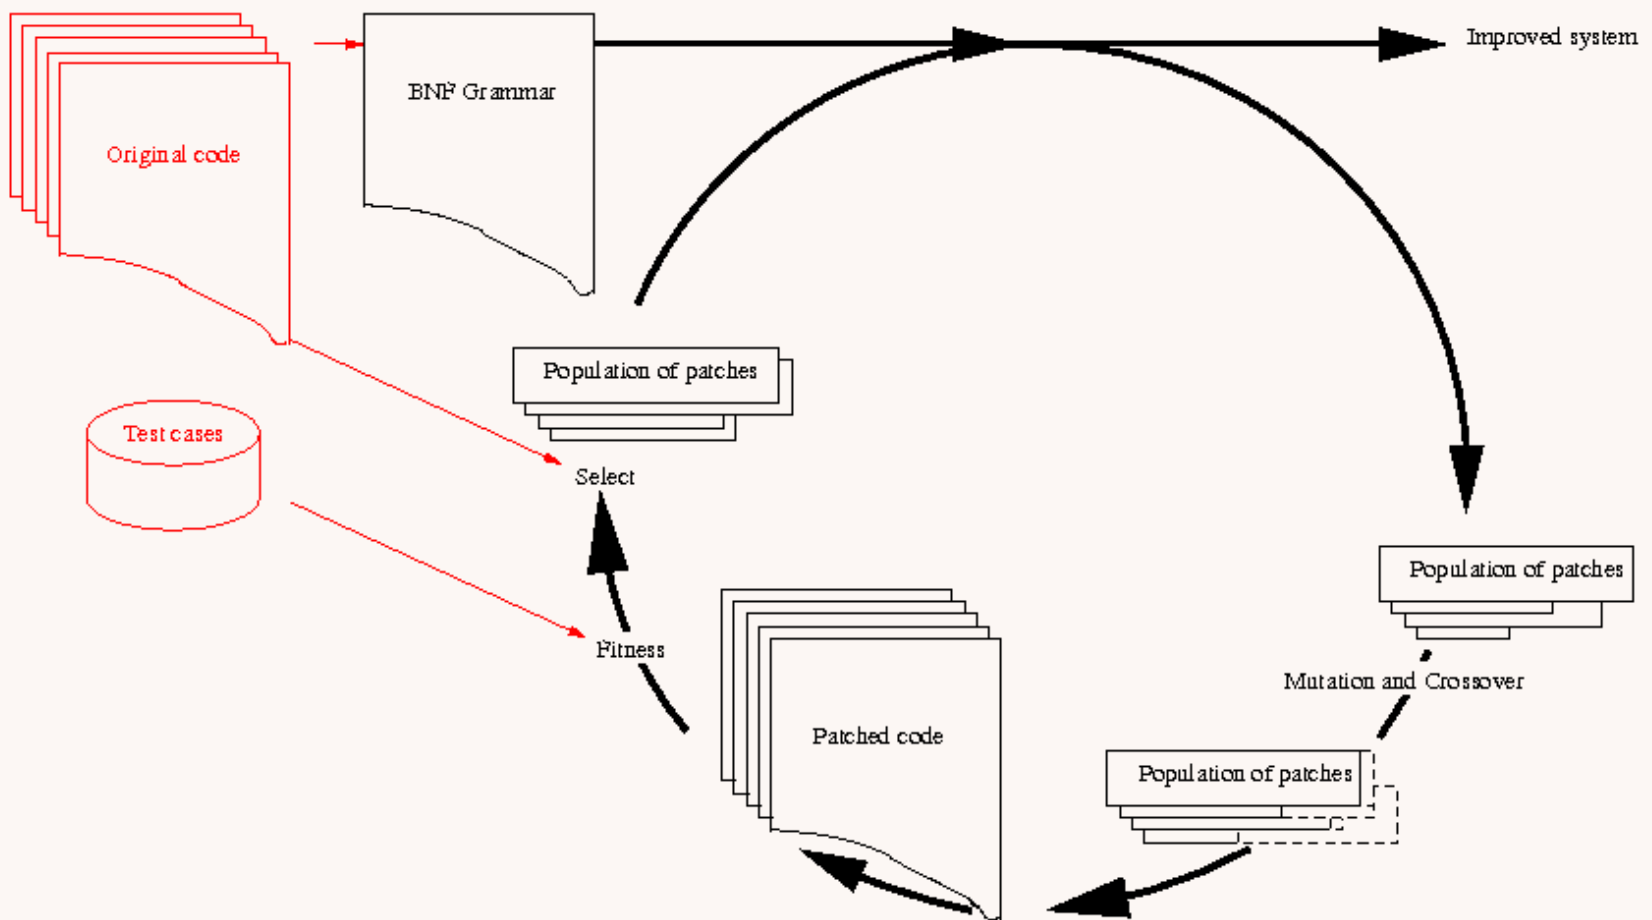 Improved system
BNF Grammar
Original code
Population of patches
Test cases
Select
Population of patches
Fitness
Mutation and Crossover
Patched code
Population of patches